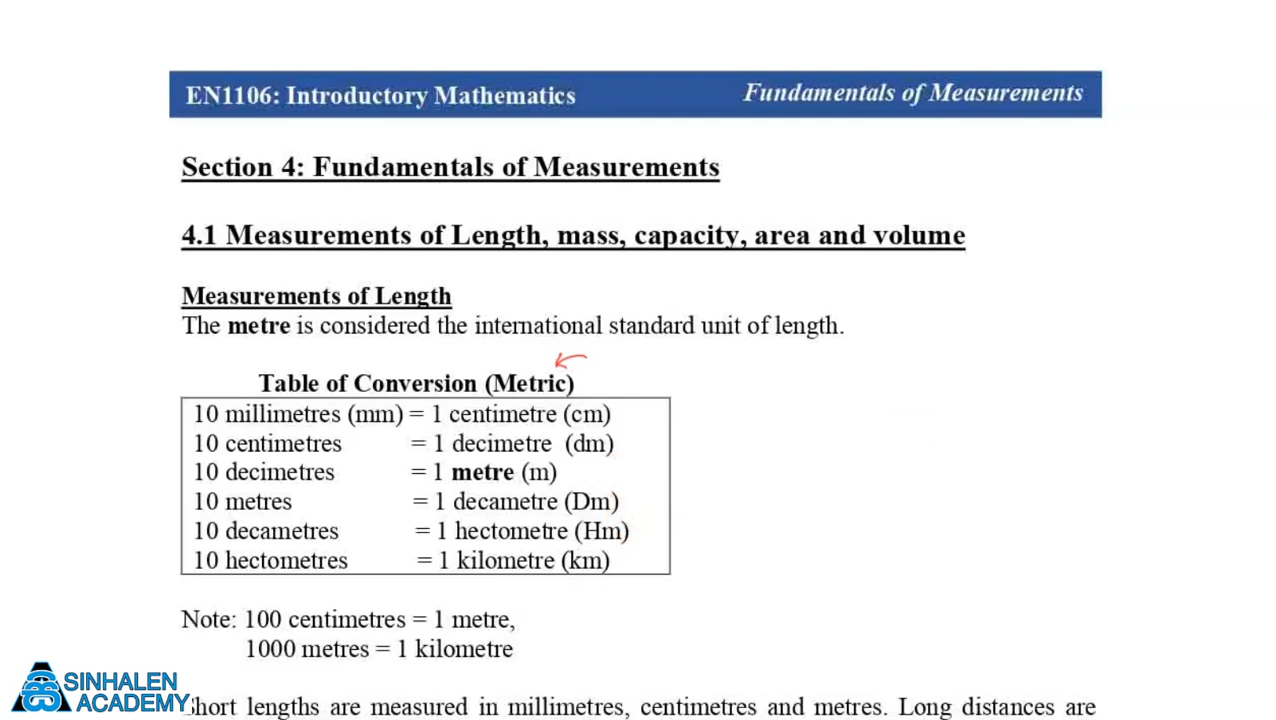 EN1106: Introductory Mathematics Fundamentals of Measurements
Section 4: Fundamentals of Measurements
4.1 Measurements of Length, mass, capacity, area and volume
Measurements of Length
The metre is considered the international standard unit of length.
Table of Conversion (Metric)
10 millimetres (mm) = 1 centimetre (cm)
10 centimetres = 1 decimetre (dm)
10 decimetres = 1 metre (m)
10 metres = 1 decametre (Dm)
10 decametres = 1 hectometre (Hm)
10 hectometres = 1 kilometre (km)
Note: 100 centimetres = 1 metre,
1000 metres = 1 kilometre
Short lengths are measured in millimetres, centimetres and metres. Long distances are
SINHALEN
ACADEMY